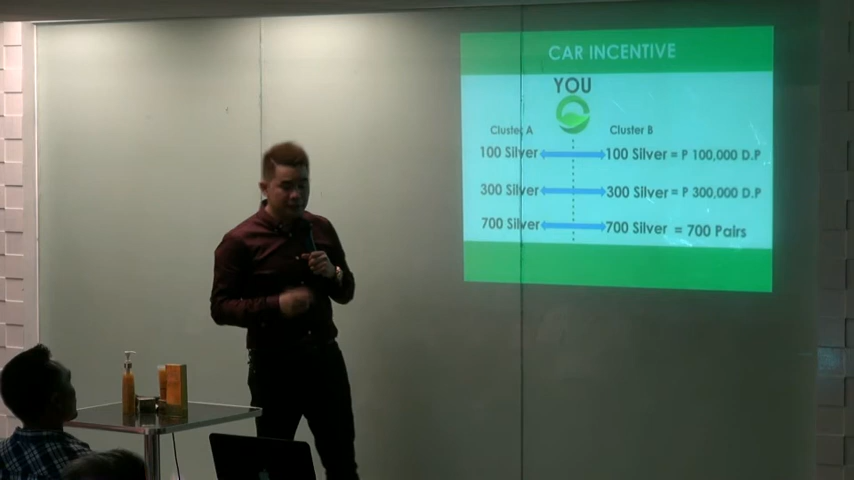 CAR INCENTIVE
YOU
Cluster A Cluster B
100 Silver 100 Silver = P 100,000 D.P
300 Silver 300 Silver = P 300,000 D.P
700 Silver 700 Silver = 700 Pairs